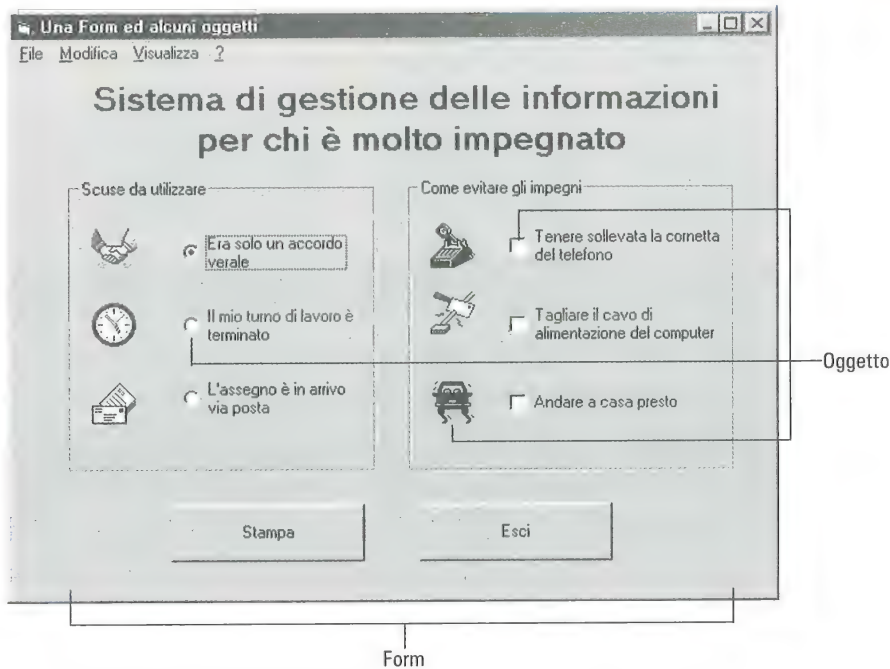 Una Form ed alcuni oggetti
File Modifica Visualizza ?
Sistema di gestione delle informazioni
per chi è molto impegnato
Scuse da utilizzare
Era solo un accordo
verale
Il mio turno di lavoro è
terminato
L'assegno è in arrivo
via posta
Come evitare gli impegni
Tenere sollevata la cornetta
del telefono
Tagliare il cavo di
alimentazione del computer
Andare a casa presto
Oggetto
Stampa
Esci
Form